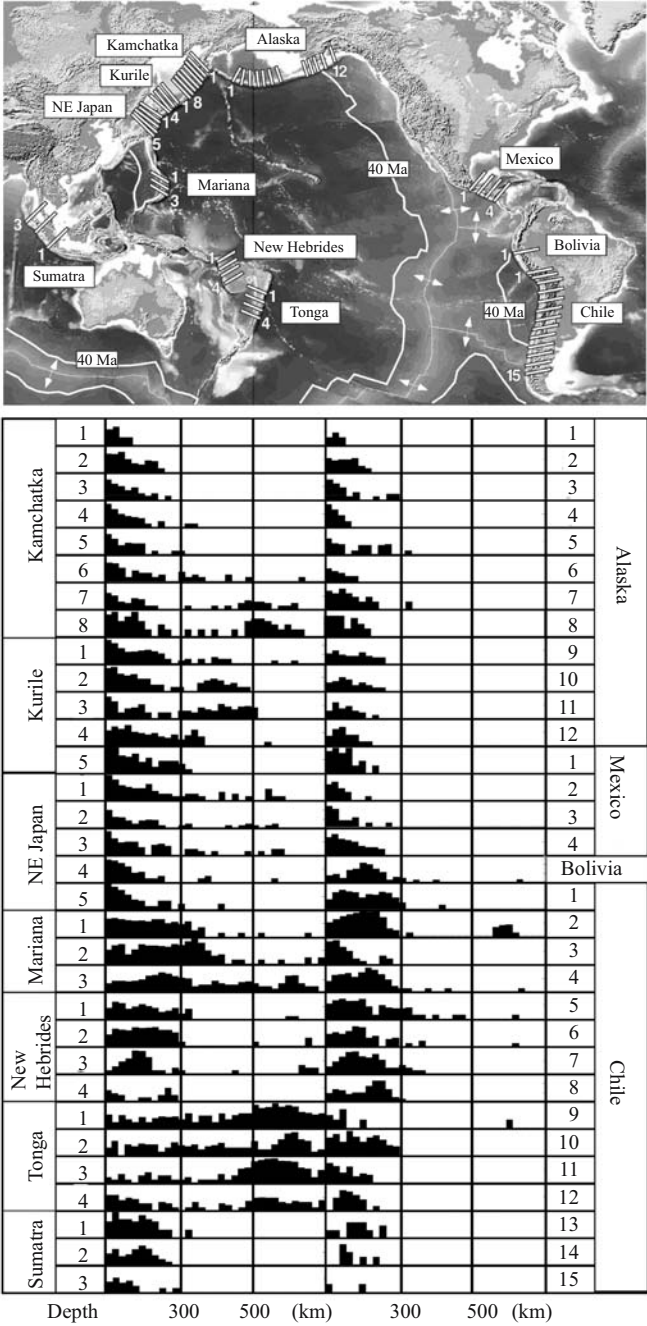 Kamchatka
Alaska
Kurile
NE Japan
12
1
1
1 8
14
5
40 Ma
Mexico
1
4
1
Mariana
3
3
1
Sumatra
New Hebrides
1
4
1
Tonga
4
Bolivia
1
1
Chile
40 Ma
15
40 Ma
Kamchatka
1 1
2 2
3 3
4 4
5 5
6 6
7 7
8 8
Alaska
Kurile
1 9
2 10
3 11
4 12
5 1
Mexico
NE Japan
1 2
2 3
3 4
4 Bolivia
5 1
Mariana
1 2
2 3
3 4
New Hebrides
1 5
2 6
3 7
4 8
Chile
Tonga
1 9
2 10
3 11
4 12
Sumatra
1 13
2 14
3 15
Depth 300 500 (km) 300 500 (km)